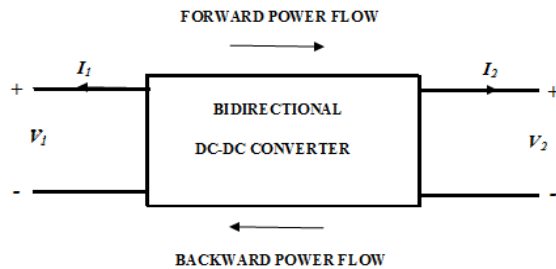 FORWARD POWER FLOW
I1
I2
+
+
BIDIRECTIONAL
V1
DC-DC CONVERTER
V2
-
-
BACKWARD POWER FLOW